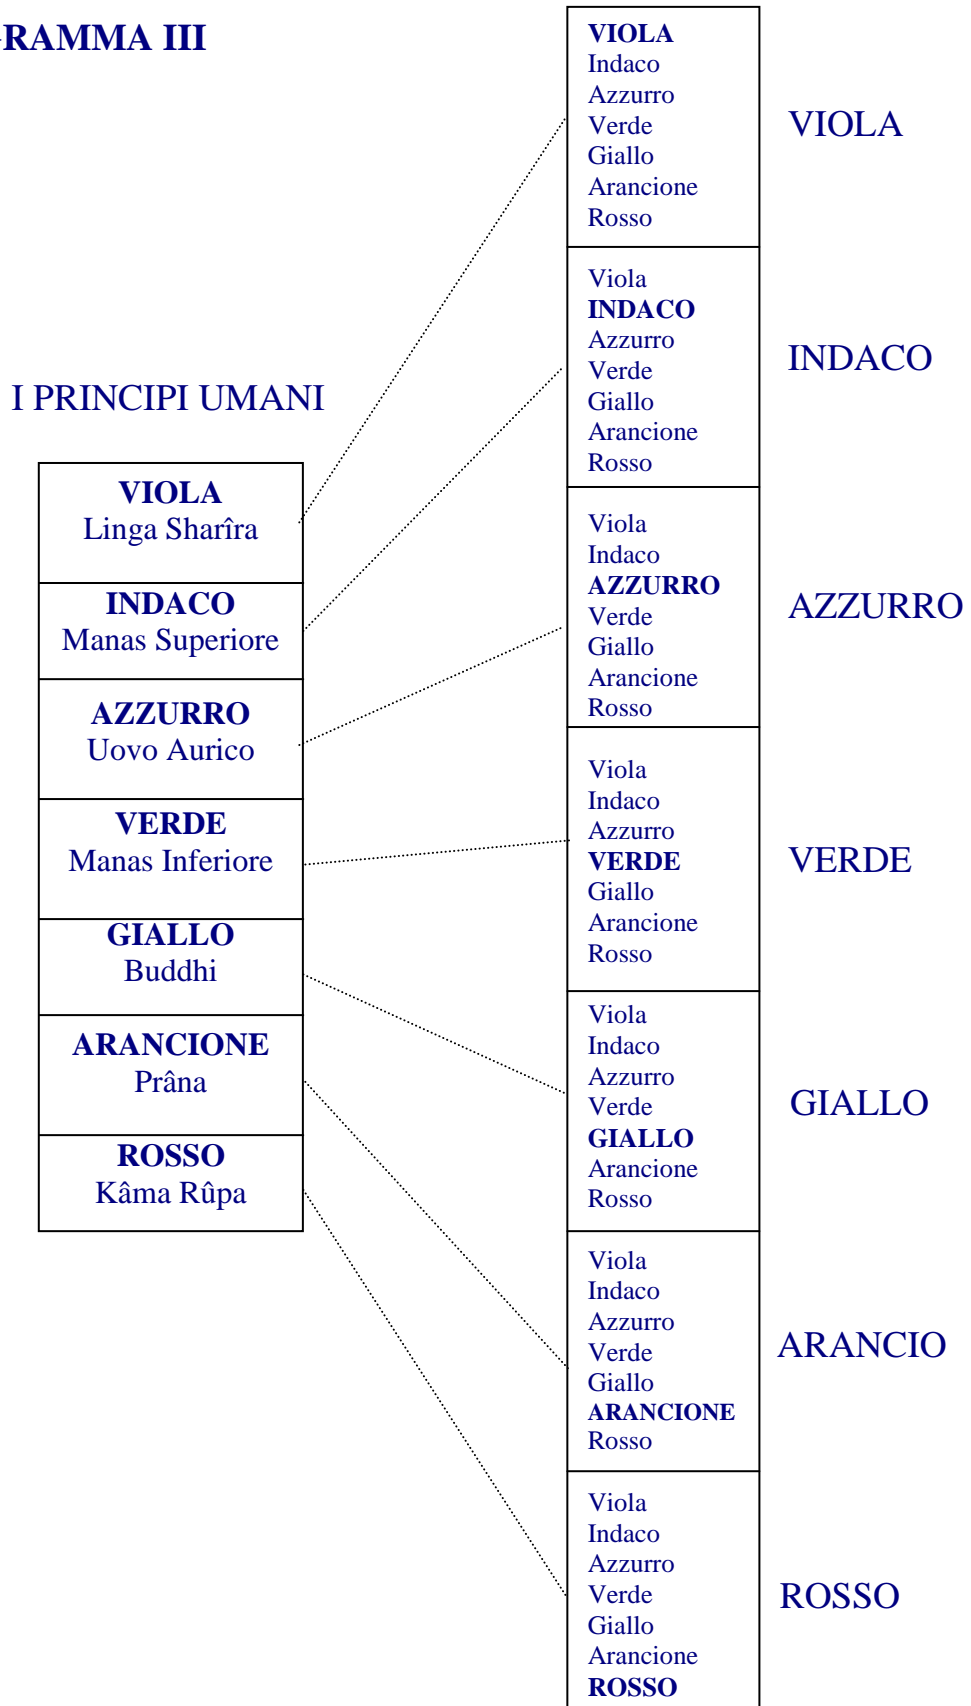 RAMMA III
I PRINCIPI UMANI
VIOLA
Linga Sharîra
INDACO
Manas Superiore
AZZURRO
Uovo Aurico
VERDE
Manas Inferiore
GIALLO
Buddhi
ARANCIONE
Prâna
ROSSO
Kâma Rûpa
VIOLA
Indaco
Azzurro
Verde
Giallo
Arancione
Rosso
VIOLA
Viola
INDACO
Azzurro
Verde
Giallo
Arancione
Rosso
INDACO
Viola
Indaco
AZZURRO
Verde
Giallo
Arancione
Rosso
AZZURRO
Viola
Indaco
Azzurro
VERDE
Giallo
Arancione
Rosso
VERDE
Viola
Indaco
Azzurro
Verde
GIALLO
Arancione
Rosso
GIALLO
Viola
Indaco
Azzurro
Verde
Giallo
ARANCIONE
Rosso
ARANCIO
Viola
Indaco
Azzurro
Verde
Giallo
Arancione
ROSSO
ROSSO